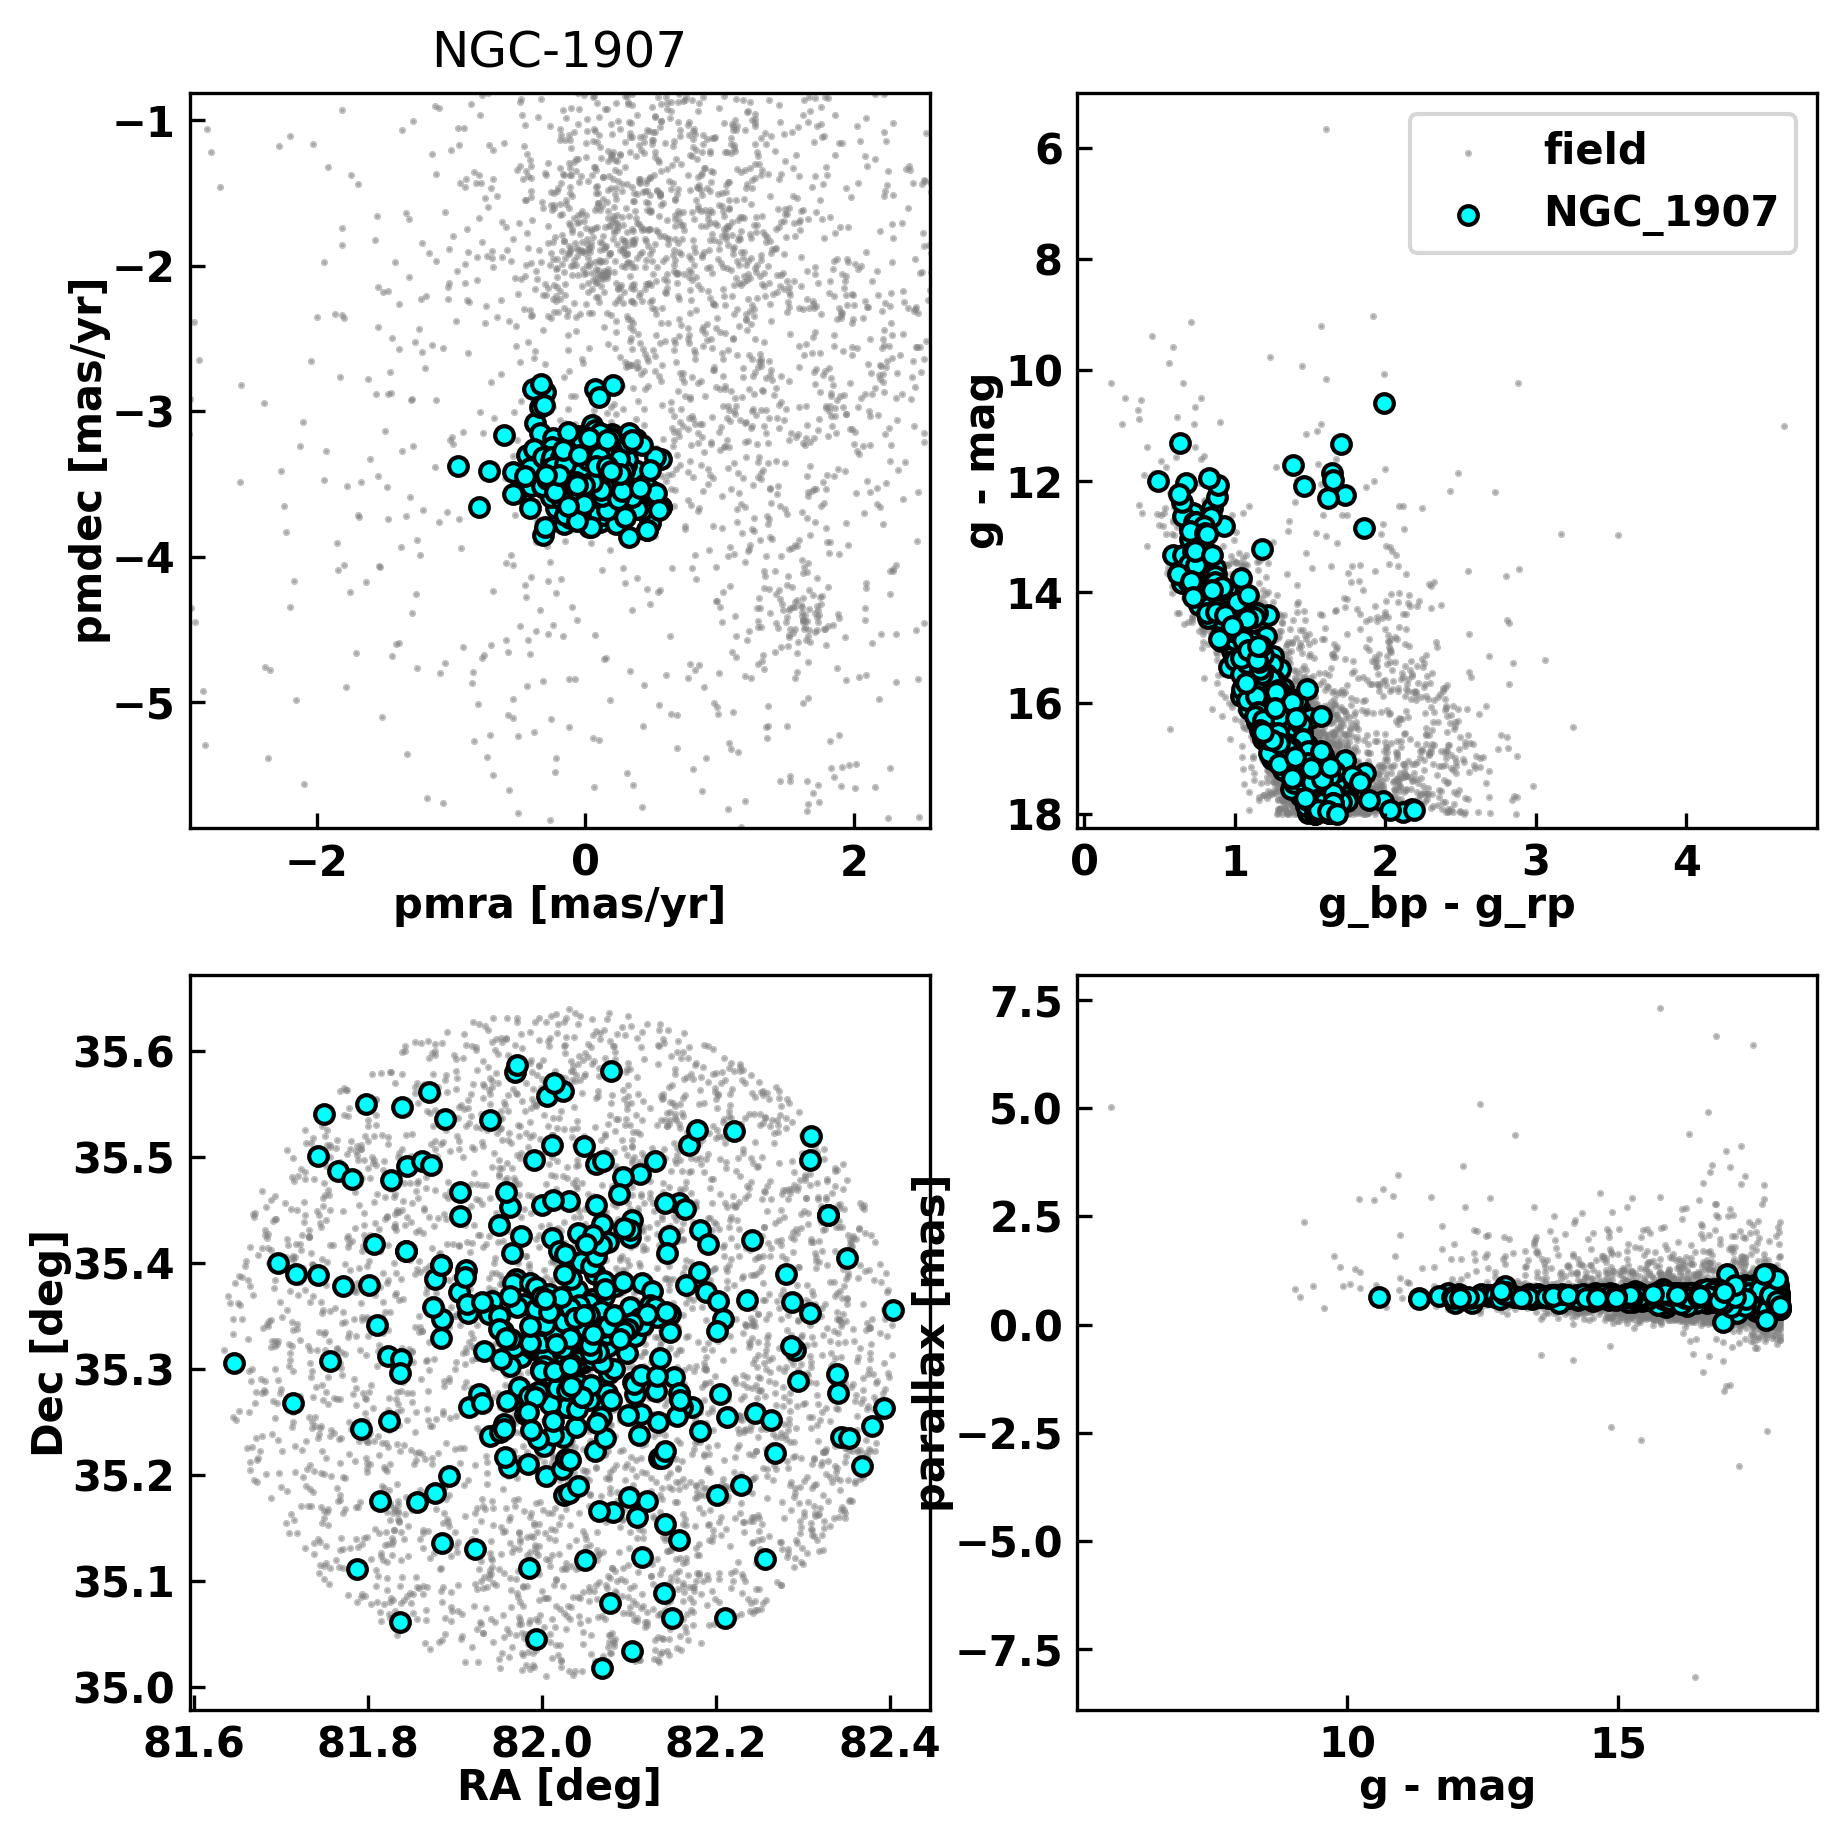 NGC-1907
−1
−2
−3
−4
−5
pmdec [mas/yr]
−2 0 2
pmra [mas/yr]
field
NGC_1907
6
8
10
12
14
16
18
g - mag
0 1 2 3 4
g_bp - g_rp
35.6
35.5
35.4
35.3
35.2
35.1
35.0
Dec [deg]
81.6 81.8 82.0 82.2 82.4
RA [deg]
7.5
5.0
2.5
0.0
−2.5
−5.0
−7.5
parallax [mas]
10 15
g - mag